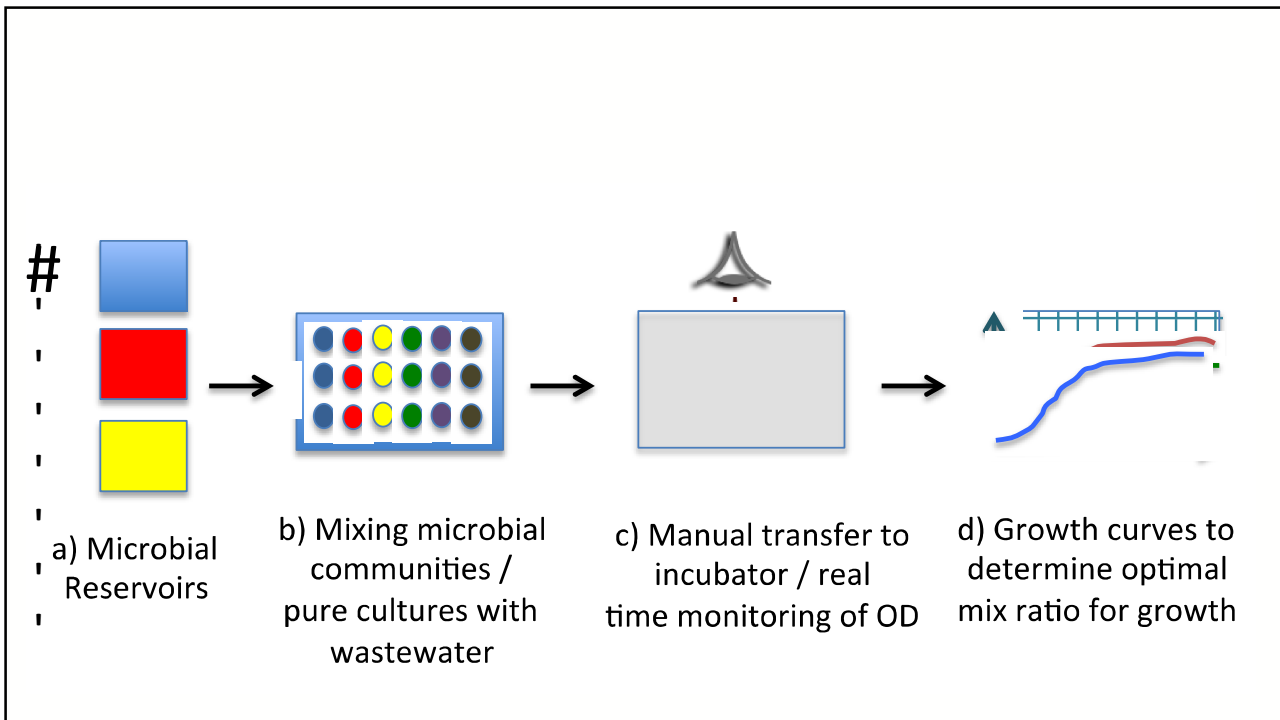 #
'
'
'
'
'
'
'
a) Microbial
Reservoirs
b) Mixing microbial
communities /
pure cultures with
wastewater
c) Manual transfer to
incubator / real
time monitoring of OD
d) Growth curves to
determine optimal
mix ratio for growth